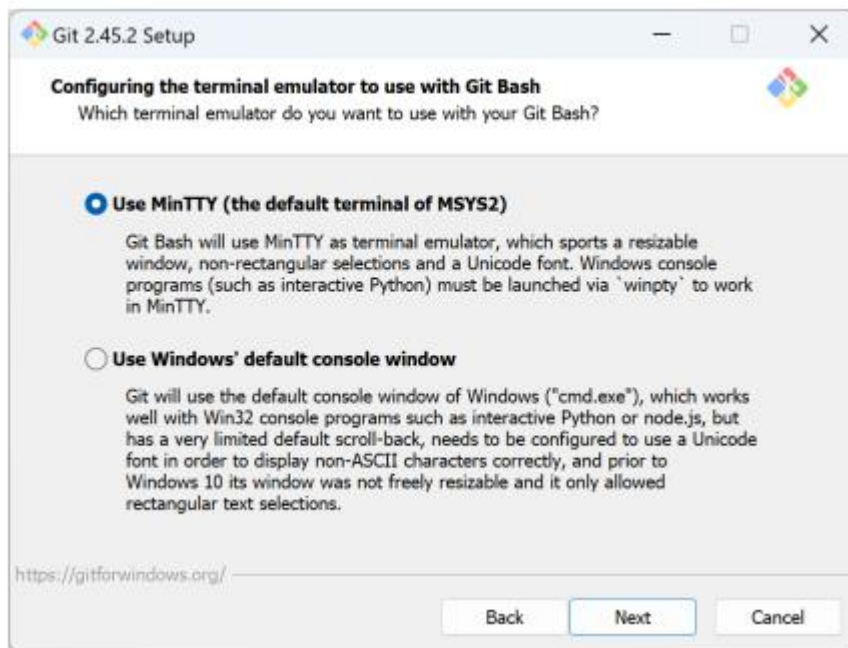 Git 2.45.2 Setup
Configuring the terminal emulator to use with Git Bash
Which terminal emulator do you want to use with your Git Bash?
Use MinTTY (the default terminal of MSYS2)
Git Bash will use MinTTY as terminal emulator, which sports a resizable
window, non-rectangular selections and a Unicode font. Windows console
programs (such as interactive Python) must be launched via `winpty` to work
in MinTTY.
Use Windows' default console window
Git will use the default console window of Windows ("cmd.exe"), which works
well with Win32 console programs such as interactive Python or node.js, but
has a very limited default scroll-back, needs to be configured to use a Unicode
font in order to display non-ASCII characters correctly, and prior to
Windows 10 its window was not freely resizable and it only allowed
rectangular text selections.
https://gitforwindows.org/
Back Next Cancel